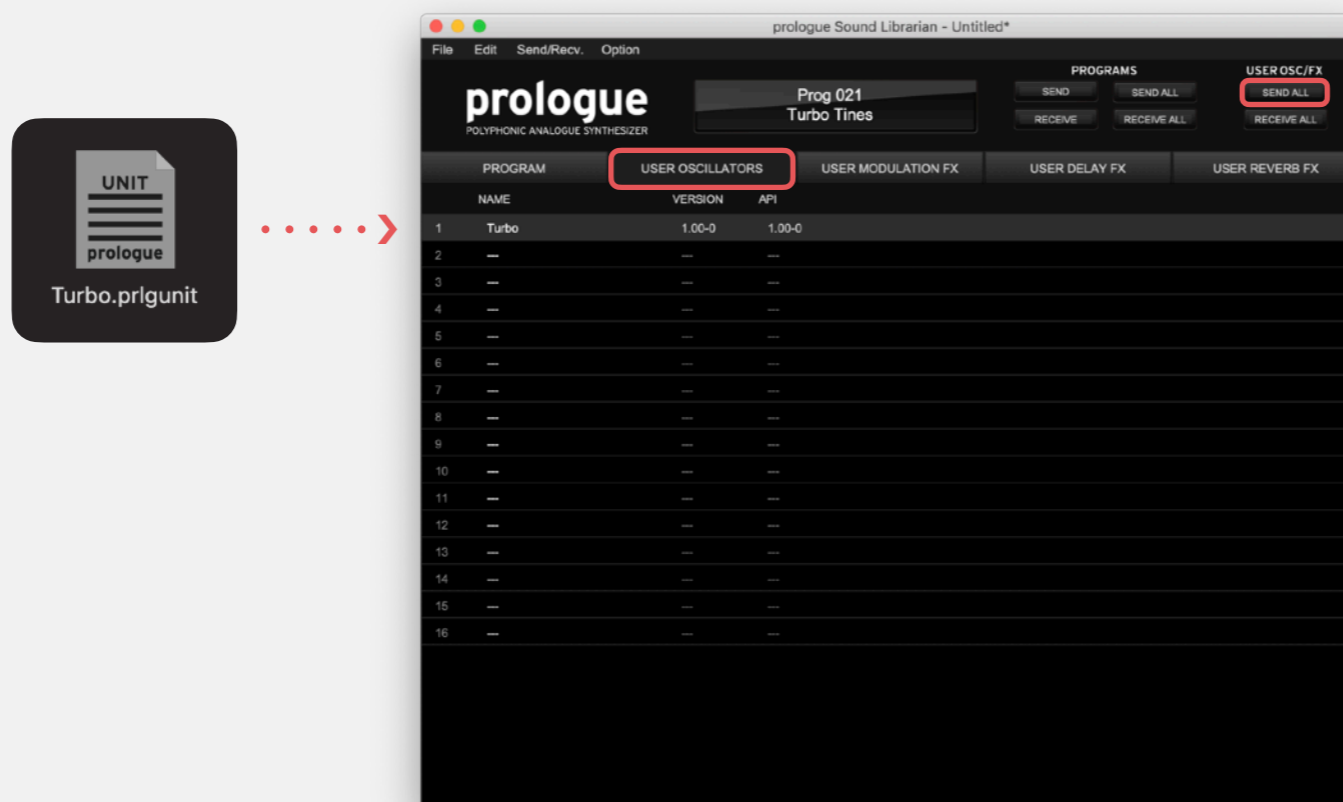 UNIT
prologue
Turbo.prlgunit
prologue Sound Librarian - Untitled*
File Edit Send/Recv. Option
prologue
POLYPHONIC ANALOGUE SYNTHESIZER
Prog 021
Turbo Tines
PROGRAMS
SEND SEND ALL
RECEIVE RECEIVE ALL
USER OSC/FX
SEND ALL
RECEIVE ALL
PROGRAM USER OSCILLATORS USER MODULATION FX USER DELAY FX USER REVERB FX
NAME VERSION API
1 Turbo 1.00-0 1.00-0
2 --- --- ---
3 --- --- ---
4 --- --- ---
5 --- --- ---
6 --- --- ---
7 --- --- ---
8 --- --- ---
9 --- --- ---
10 --- --- ---
11 --- --- ---
12 --- --- ---
13 --- --- ---
14 --- --- ---
15 --- --- ---
16 --- --- ---